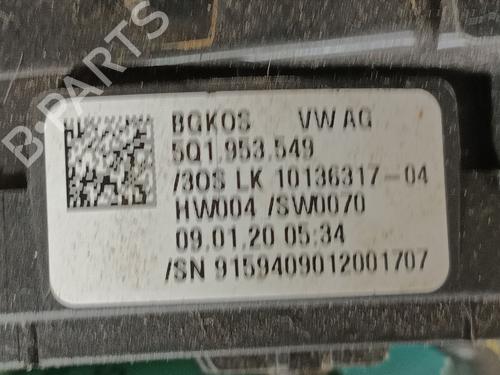 B-PARTS
BGKOS VW AG
5Q1.953.549
/3OS LK 10136317-04
HW004 /SW0070
09.01.20 05:34
/SN 9159409012001707